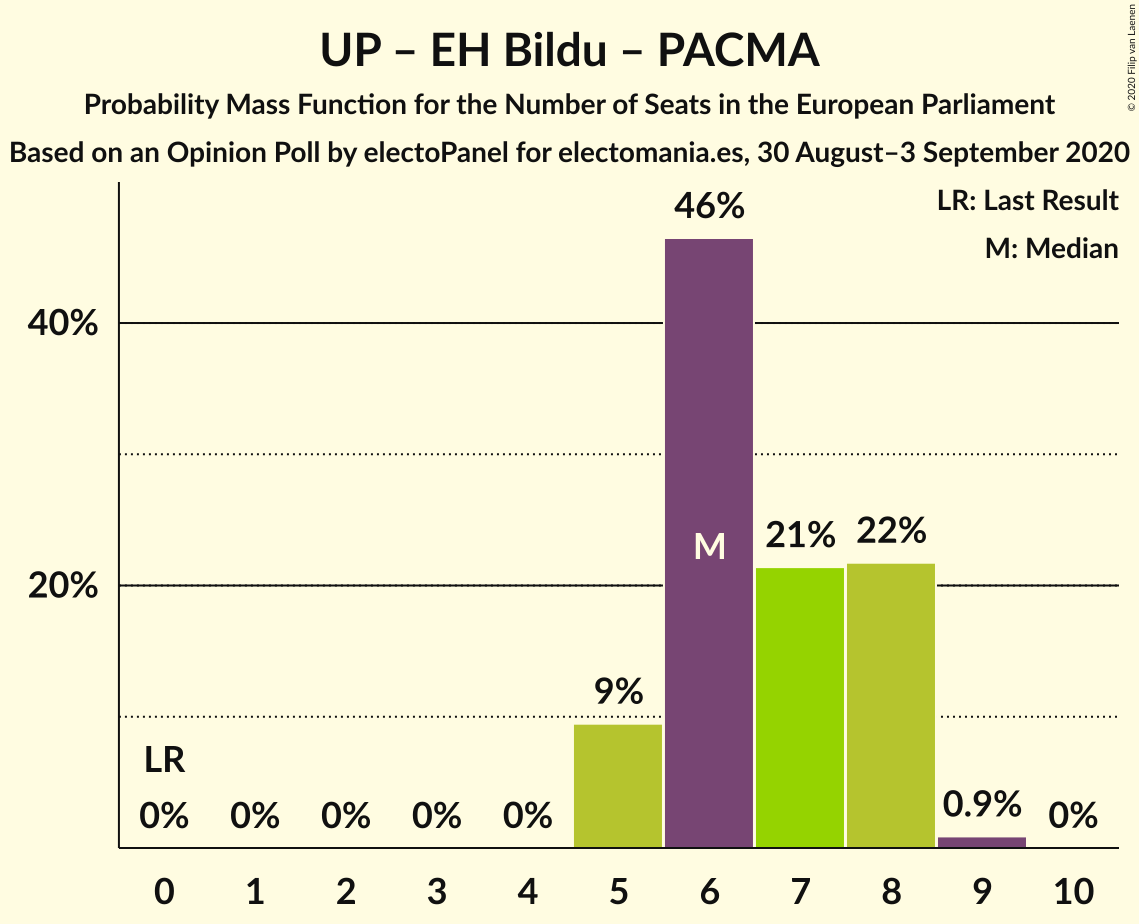 UP – EH Bildu – PACMA
Probability Mass Function for the Number of Seats in the European Parliament
Based on an Opinion Poll by electoPanel for electomania.es, 30 August–3 September 2020
© 2020 Filip van Laenen
LR: Last Result
M: Median
46%
40%
M
21%
22%
20%
9%
LR
0%
0%
0%
0%
0%
0.9%
0%
0 1 2 3 4 5 6 7 8 9 10